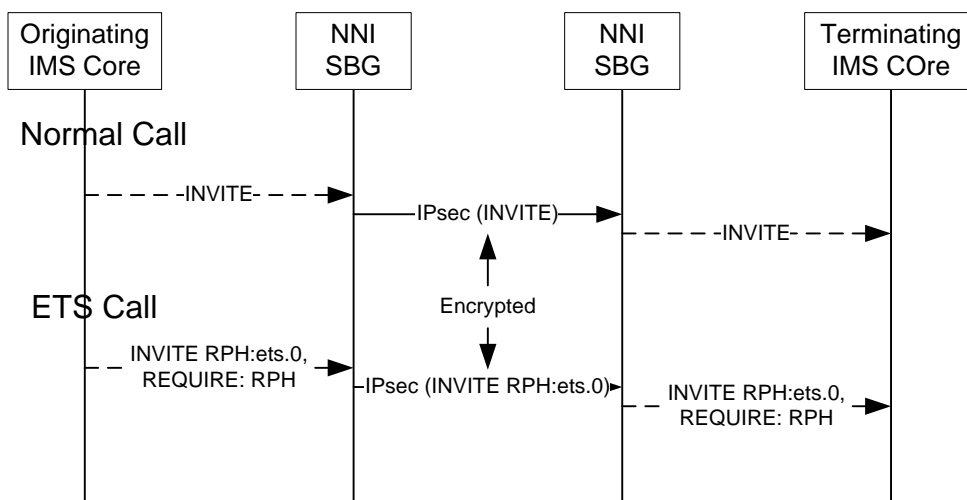 Originating
IMS Core
NNI
SBG
NNI
SBG
Terminating
IMS COre
Normal Call
INVITE
IPsec (INVITE)
INVITE
Encrypted
ETS Call
INVITE RPH:ets.0,
REQUIRE: RPH
IPsec (INVITE RPH:ets.0)
INVITE RPH:ets.0,
REQUIRE: RPH